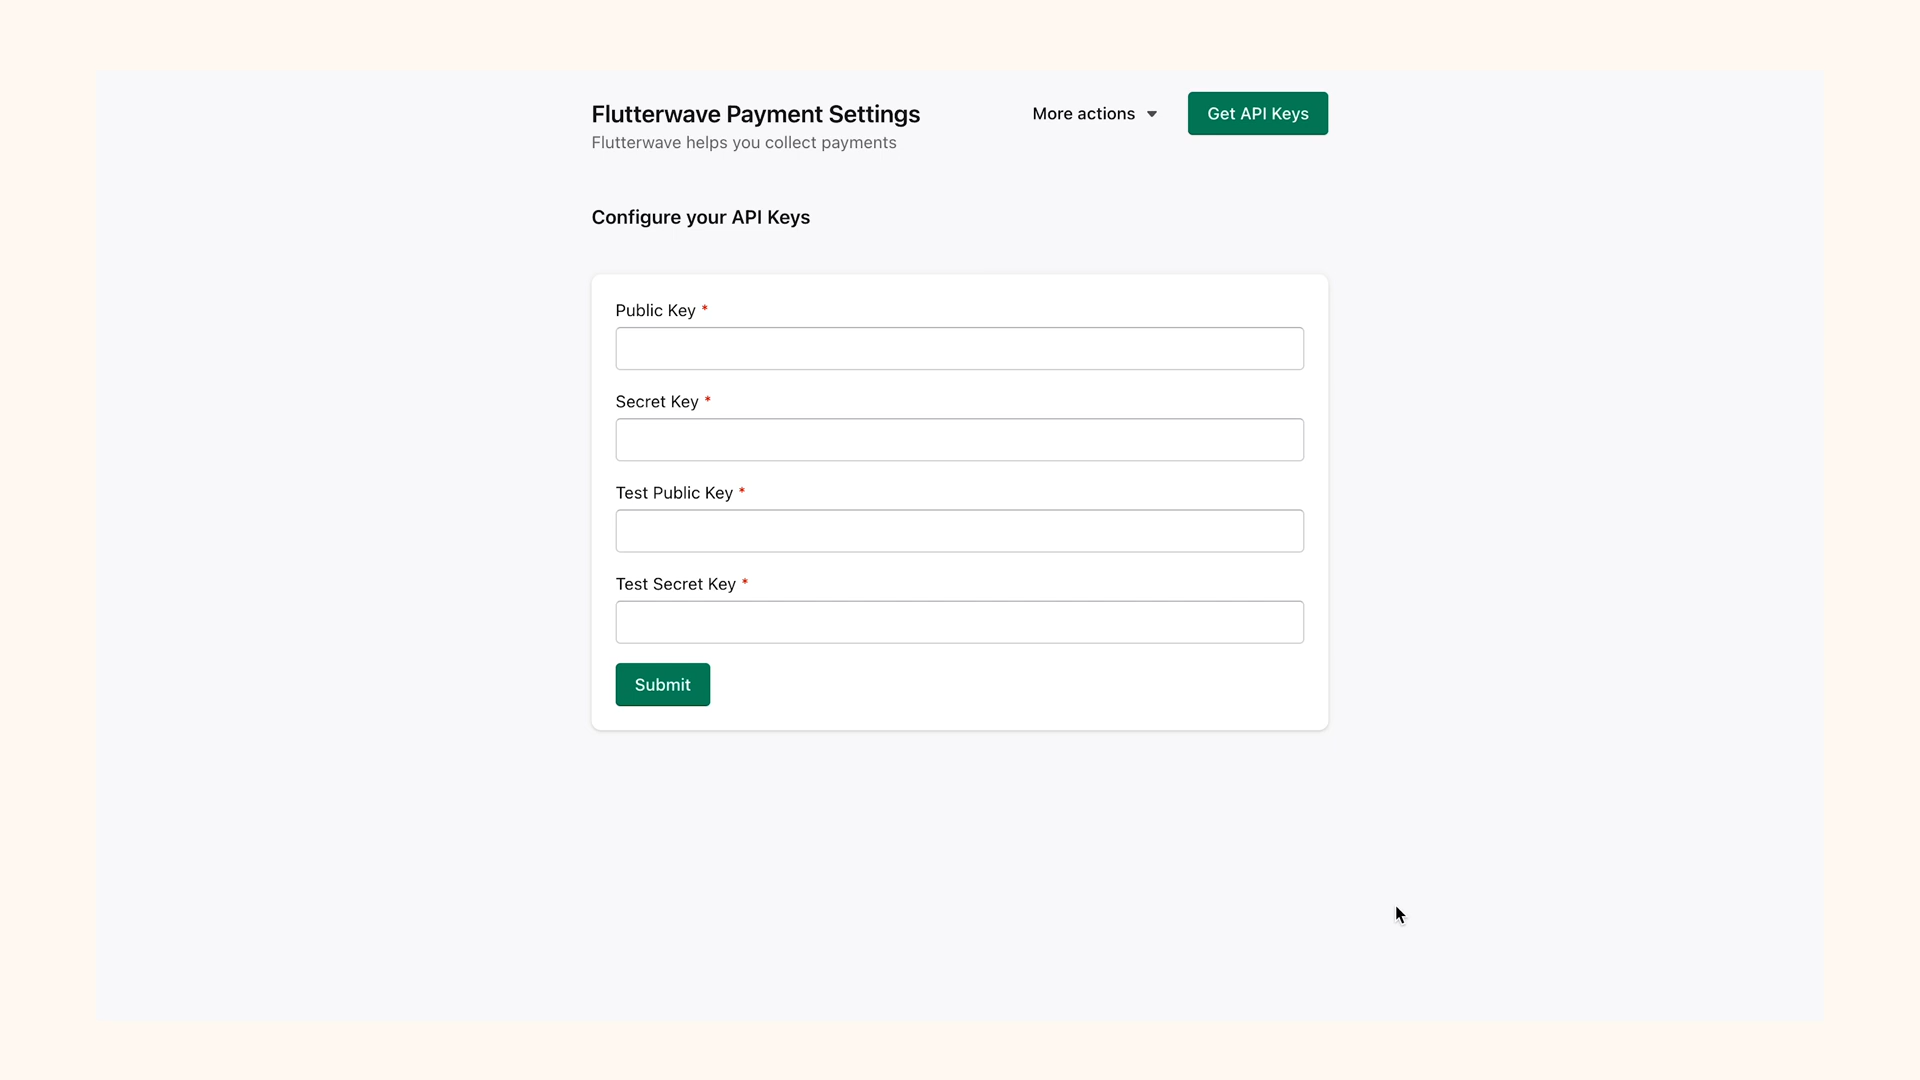 Flutterwave Payment Settings
More actions
Get API Keys
Flutterwave helps you collect payments
Configure your API Keys
Public Key *
Secret Key *
Test Public Key *
Test Secret Key *
Submit